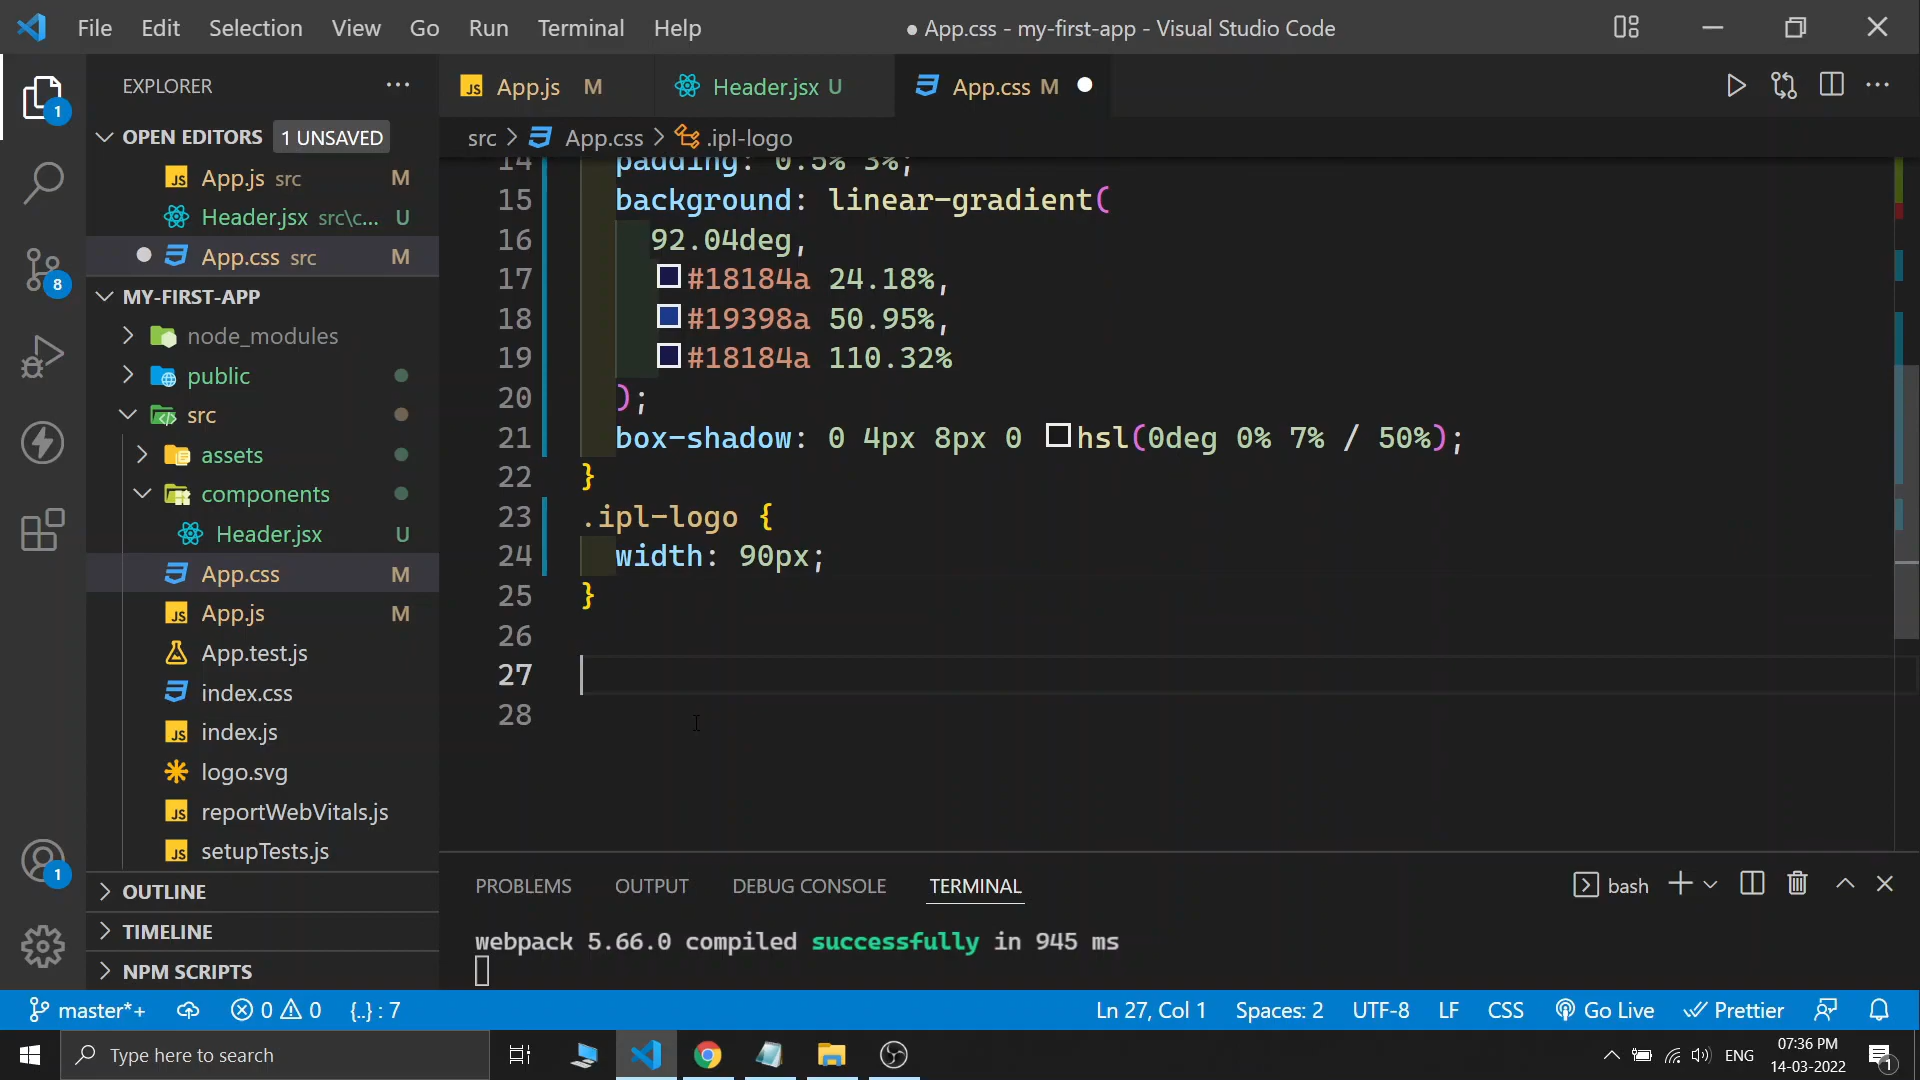 File Edit Selection View Go Run Terminal Help
● App.css - my-first-app - Visual Studio Code
EXPLORER
OPEN EDITORS 1 UNSAVED
App.js src M
Header.jsx src\c... U
App.css src M
MY-FIRST-APP
node_modules
public
src
assets
components
Header.jsx U
App.css M
App.js M
App.test.js
index.css
index.js
logo.svg
reportWebVitals.js
setupTests.js
OUTLINE
TIMELINE
NPM SCRIPTS
1
8
1
App.js M Header.jsx U App.css M
src > App.css > .ipl-logo
14 padding: 0.5% 3%;
15 background: linear-gradient(
16 92.04deg,
17 #18184a 24.18%,
18 #19398a 50.95%,
19 #18184a 110.32%
20 );
21 box-shadow: 0 4px 8px 0 hsl(0deg 0% 7% / 50%);
22 }
23 .ipl-logo {
24 width: 90px;
25 }
26
27
28
PROBLEMS OUTPUT DEBUG CONSOLE TERMINAL bash
webpack 5.66.0 compiled successfully in 945 ms
master*+ 0 0 {..} : 7 Ln 27, Col 1 Spaces: 2 UTF-8 LF CSS Go Live Prettier
Type here to search ENG 07:36 PM
14-03-2022 1